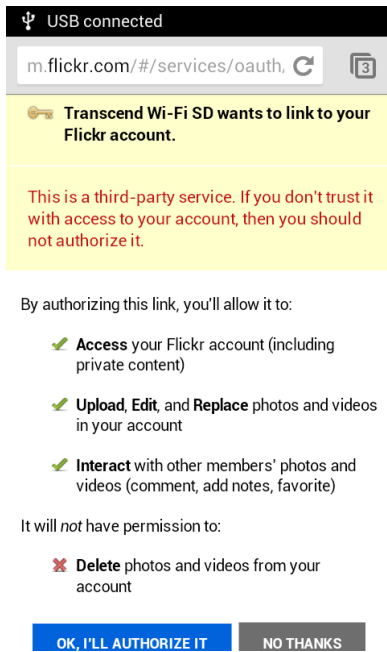 USB connected
m.flickr.com/#/services/oauth/
3
Transcend Wi-Fi SD wants to link to your
Flickr account.
This is a third-party service. If you don't trust it
with access to your account, then you should
not authorize it.
By authorizing this link, you'll allow it to:
Access your Flickr account (including
private content)
Upload, Edit, and Replace photos and videos
in your account
Interact with other members' photos and
videos (comment, add notes, favorite)
It will not have permission to:
Delete photos and videos from your
account
OK, I'LL AUTHORIZE IT
NO THANKS